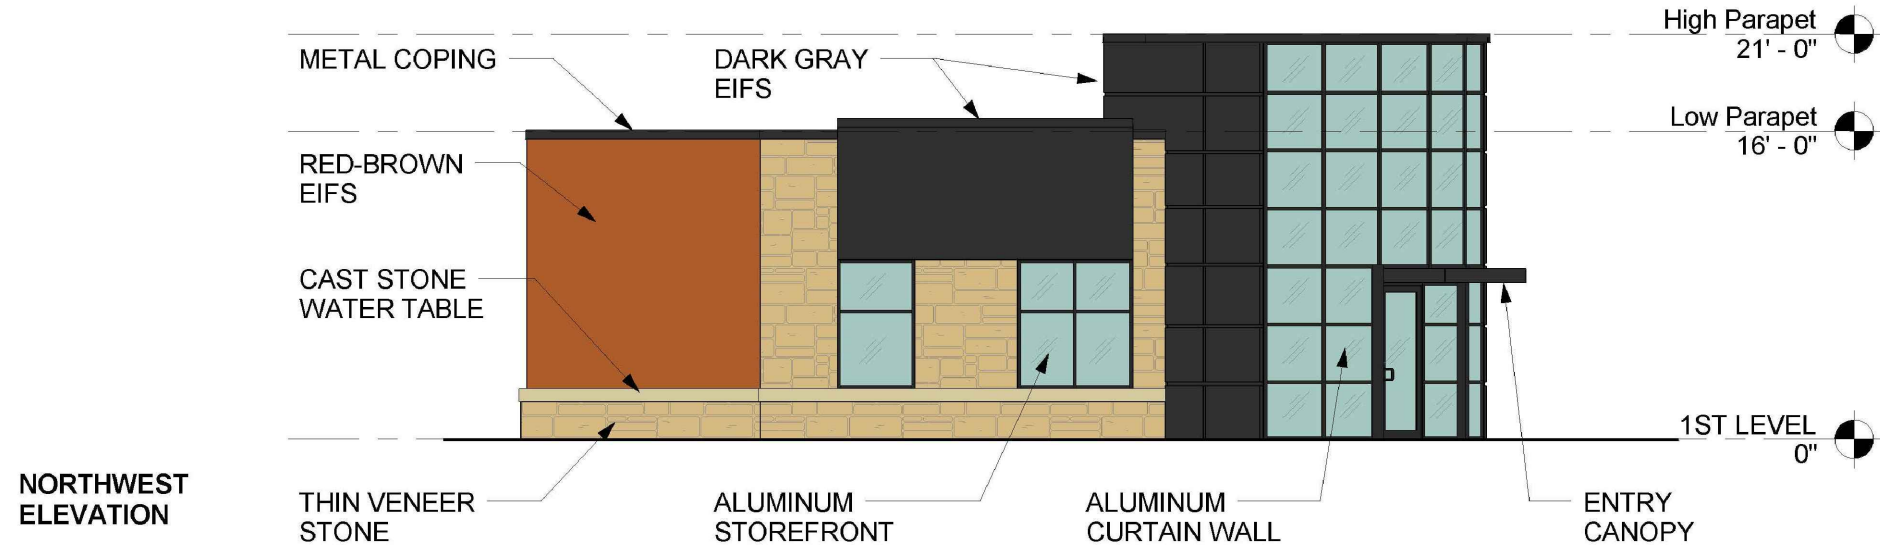 High Parapet
21' - 0"
METAL COPING
DARK GRAY
EIFS
Low Parapet
16' - 0"
RED-BROWN
EIFS
CAST STONE
WATER TABLE
1ST LEVEL
0"
NORTHWEST
ELEVATION
THIN VENEER
STONE
ALUMINUM
STOREFRONT
ALUMINUM
CURTAIN WALL
ENTRY
CANOPY